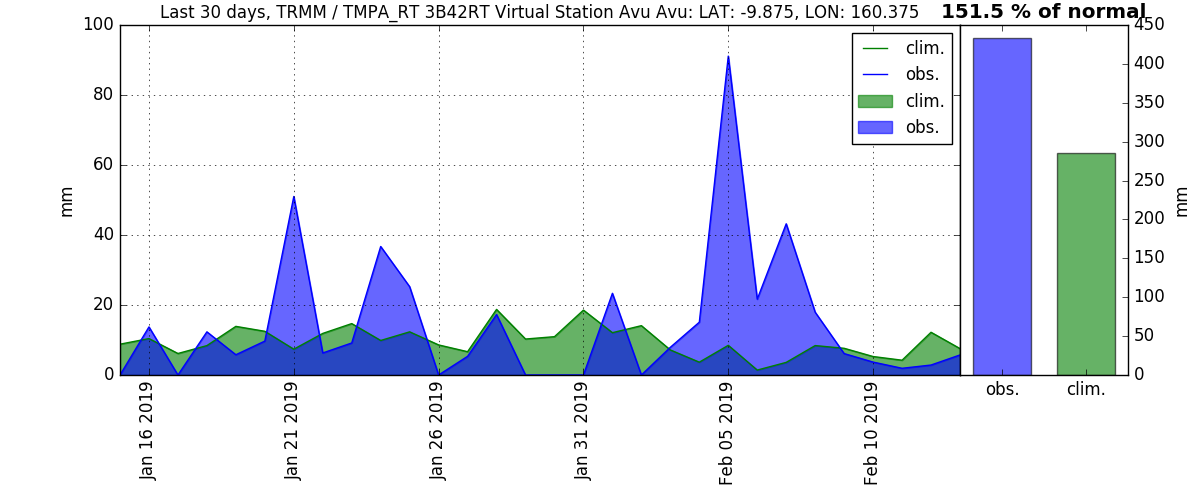 Last 30 days, TRMM / TMPA_RT 3B42RT Virtual Station Avu Avu: LAT: -9.875, LON: 160.375
151.5 % of normal
100
80
60
40
20
0
mm
clim.
obs.
clim.
obs.
Jan 16 2019
Jan 21 2019
Jan 26 2019
Jan 31 2019
Feb 05 2019
Feb 10 2019
450
400
350
300
250
200
150
100
50
0
mm
obs.
clim.